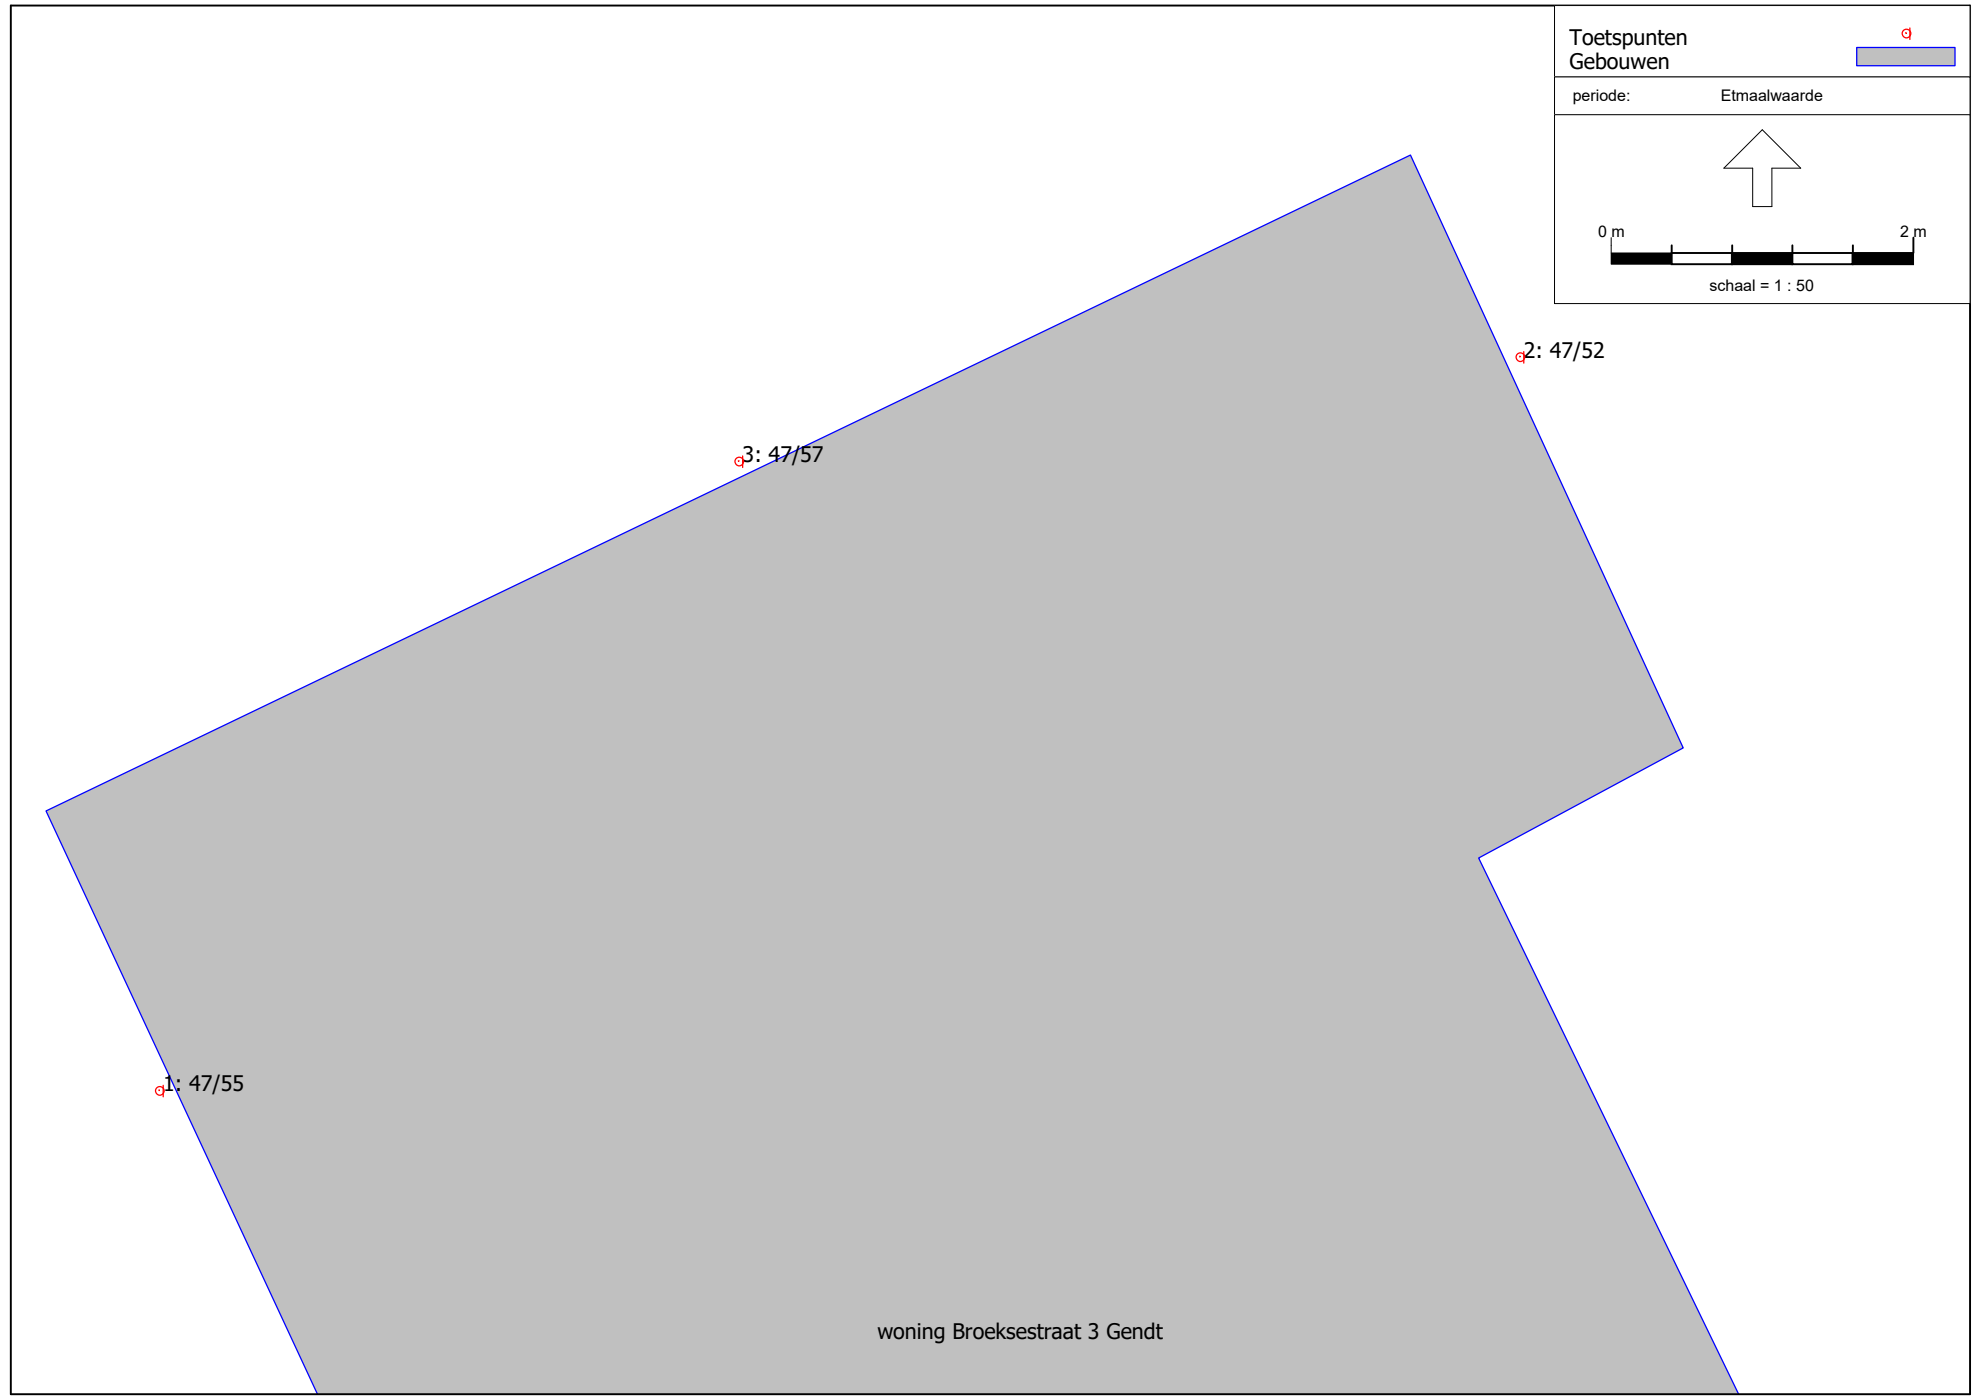 Toetspunten
Gebouwen
periode: Etmaalwaarde
0 m 2 m
schaal = 1 : 50
2: 47/52
3: 47/57
1: 47/55
woning Broeksestraat 3 Gendt